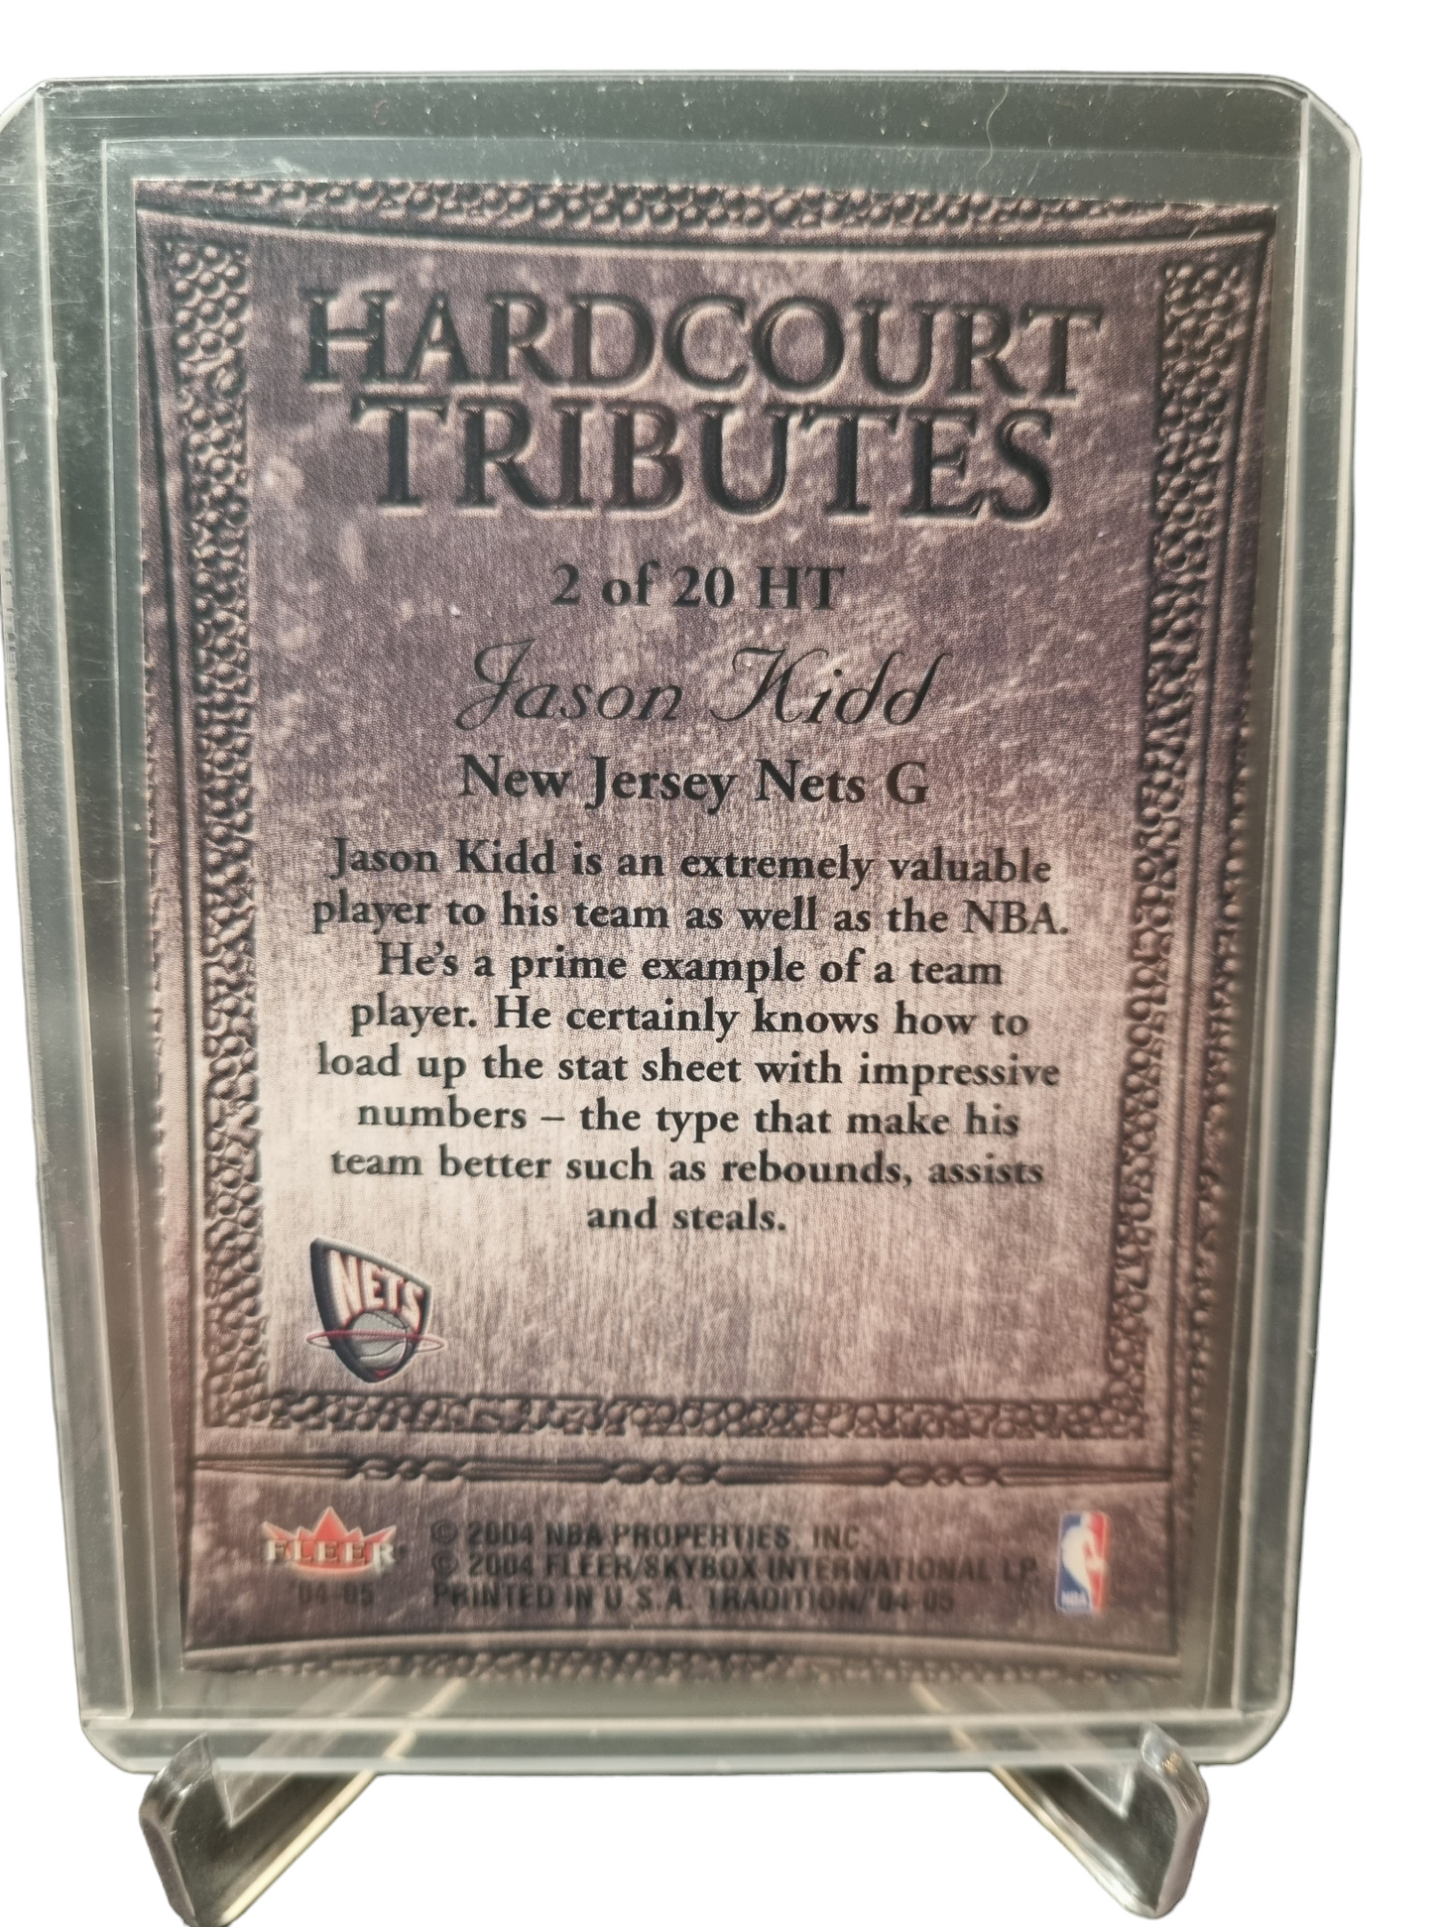 HARDCOURT
TRIBUTES
2 of 20 HT
Jason Kidd
New Jersey Nets G
Jason Kidd is an extremely valuable
player to his team as well as the NBA.
He's a prime example of a team
player. He certainly knows how to
load up the stat sheet with impressive
numbers – the type that make his
team better such as rebounds, assists
and steals.
NETS
FLEER
'04-05
© 2004 NBA PROPERTIES, INC.
© 2004 FLEER/SKYBOX INTERNATIONAL LP
PRINTED IN U.S.A. TRADITION/'04-05
NBA